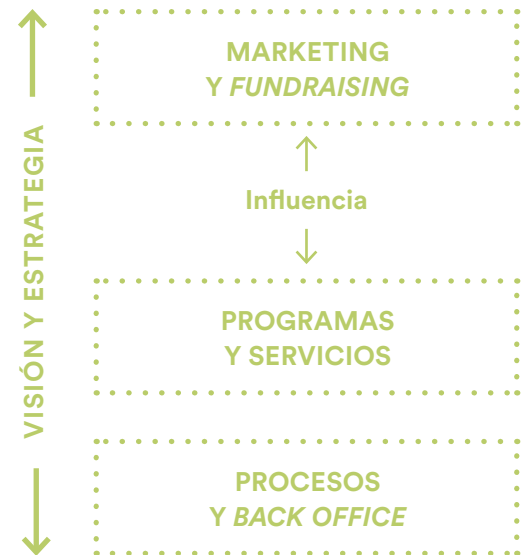 VISIÓN Y ESTRATEGIA
MARKETING
Y FUNDRAISING
Influencia
PROGRAMAS
Y SERVICIOS
PROCESOS
Y BACK OFFICE